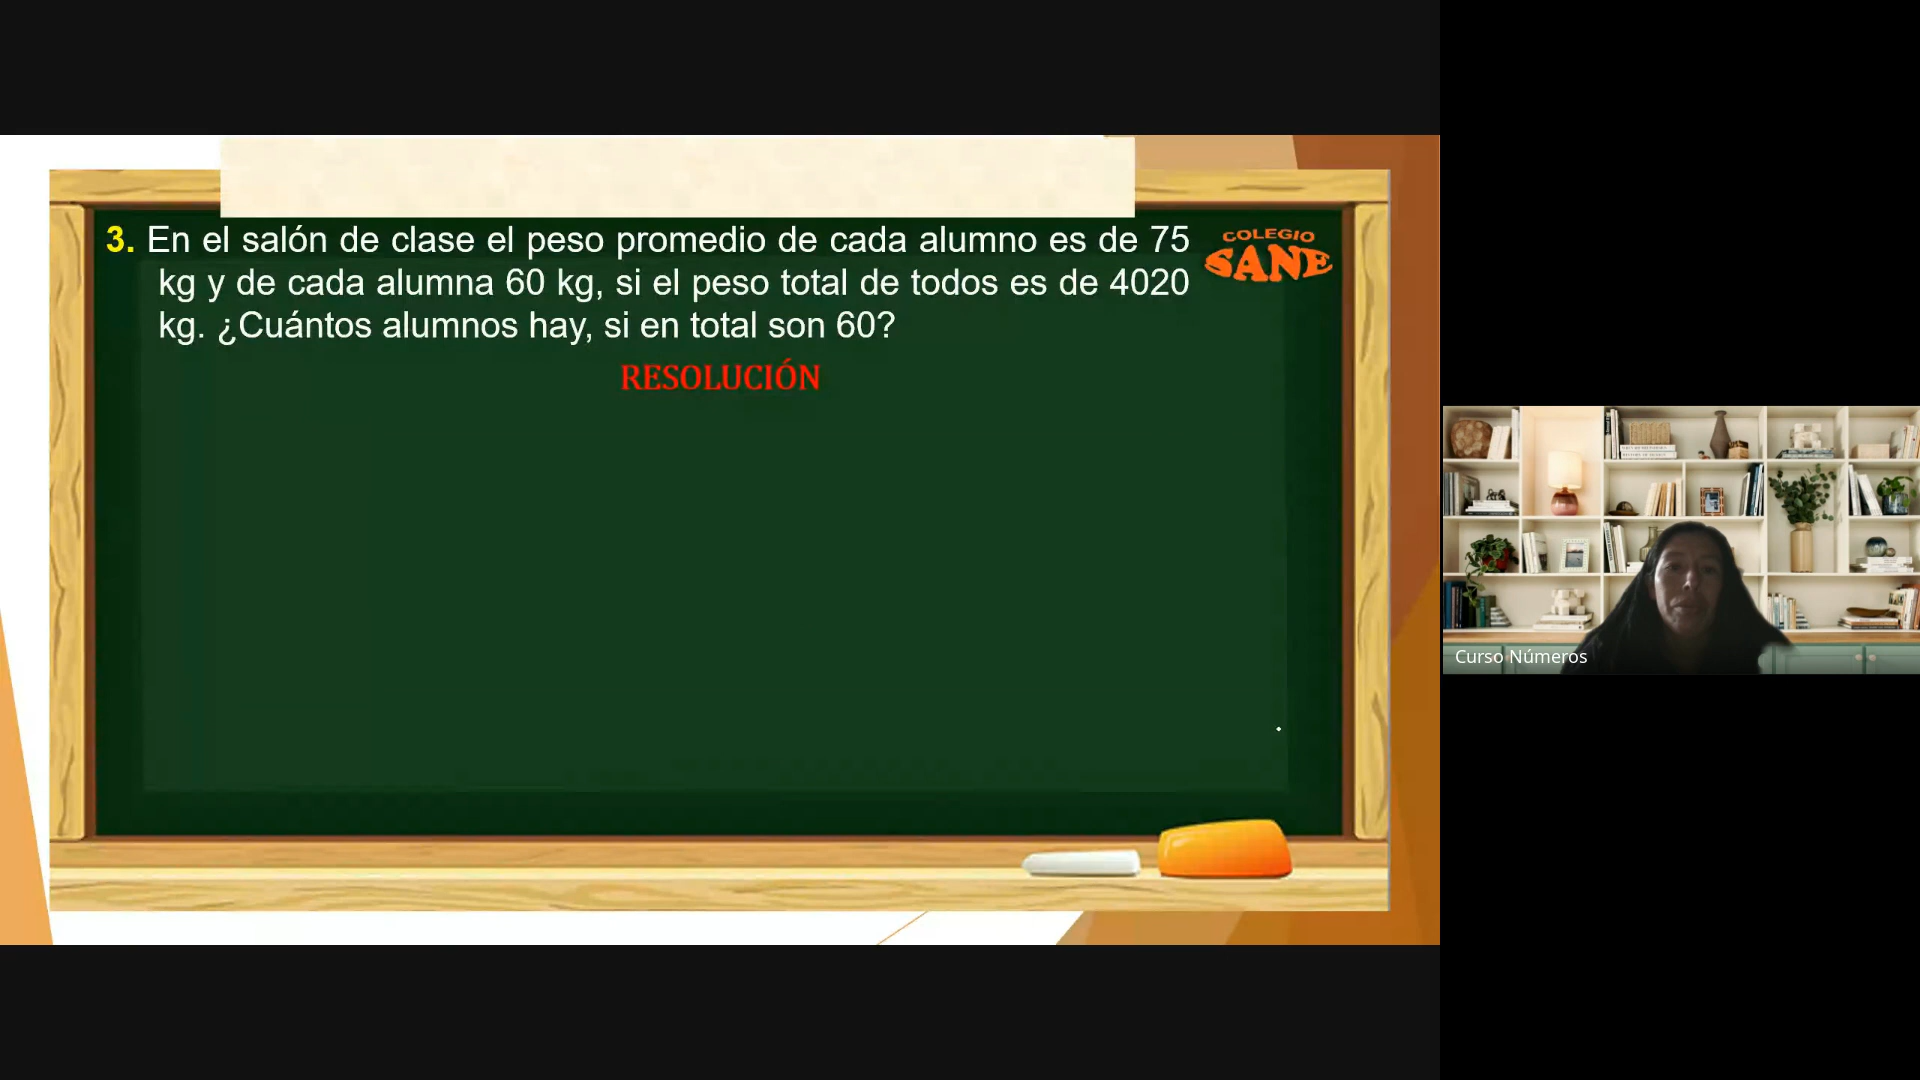 3. En el salón de clase el peso promedio de cada alumno es de 75
kg y de cada alumna 60 kg, si el peso total de todos es de 4020
kg. ¿Cuántos alumnos hay, si en total son 60?
COLEGIO
SANE
RESOLUCIÓN
Curso Números